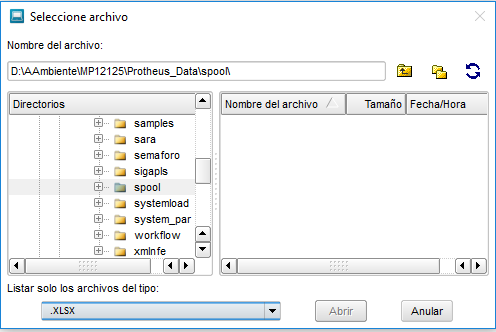 Seleccione archivo
Nombre del archivo:
D:\AAmbiente\MP12125\Protheus_Data\spool\
Directorios
samples
sara
semaforo
sigapls
spool
systemload
system_par
workflow
xmlnfe
Nombre del archivo Tamaño Fecha/Hora
Listar solo los archivos del tipo:
.XLSX
Abrir Anular